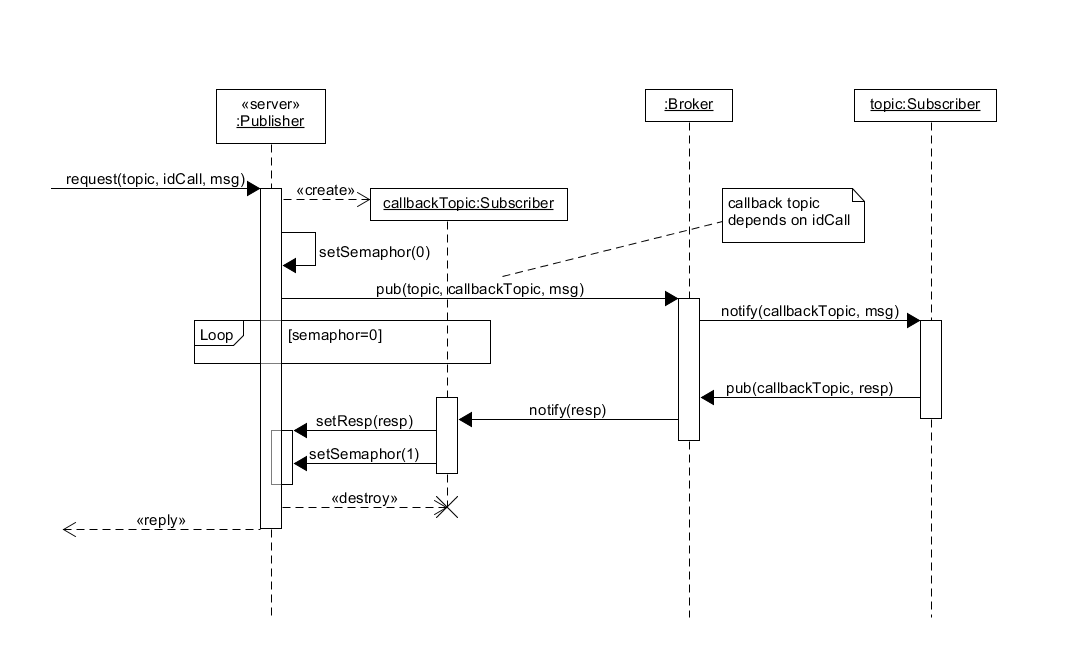 «server»
:Publisher
:Broker
topic:Subscriber
request(topic, idCall, msg)
«create»
callbackTopic:Subscriber
callback topic
depends on idCall
setSemaphor(0)
pub(topic, callbackTopic, msg)
notify(callbackTopic, msg)
Loop
[semaphor=0]
pub(callbackTopic, resp)
notify(resp)
setResp(resp)
setSemaphor(1)
«destroy»
«reply»